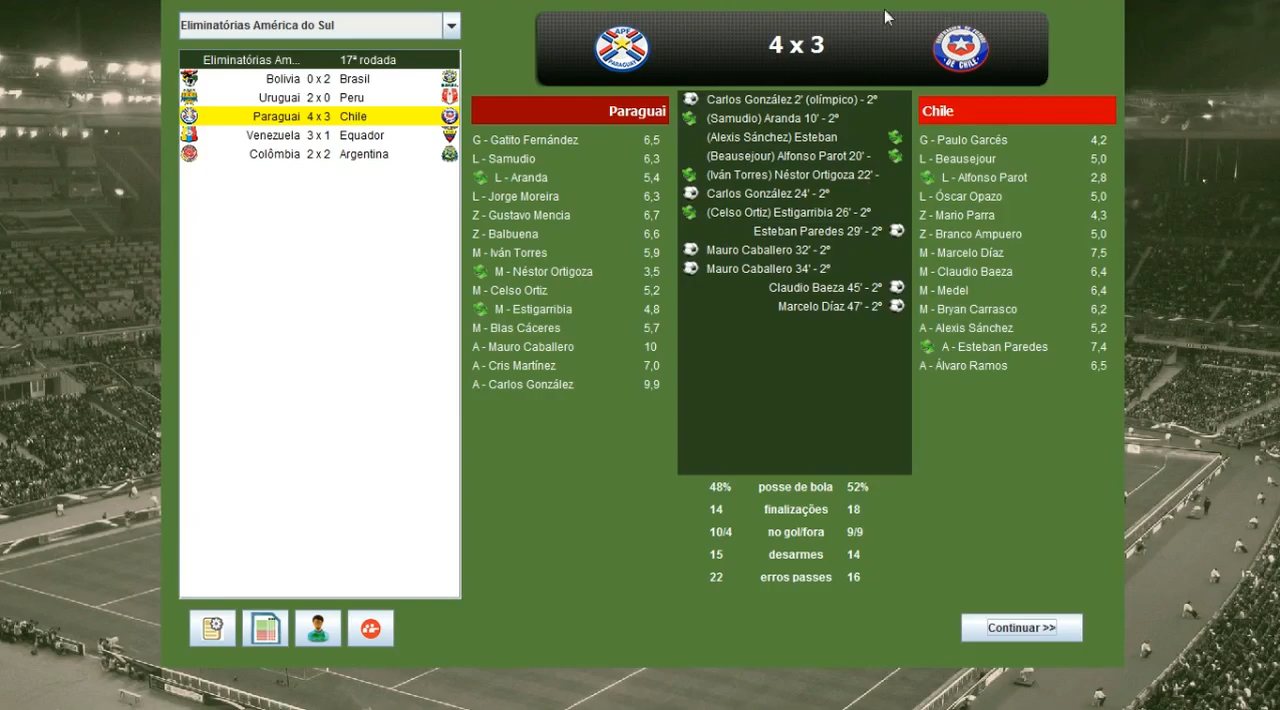 Eliminatórias América do Sul
Eliminatórias Am... 17ª rodada
Bolivia 0 x 2 Brasil
Uruguai 2 x 0 Peru
Paraguai 4 x 3 Chile
Venezuela 3 x 1 Equador
Colômbia 2 x 2 Argentina
APF
PARAGUAY
4 x 3
DE CHILE
Paraguai
G - Gatito Fernández 6,5
L - Samudio 6,3
L - Aranda 5,4
L - Jorge Moreira 6,3
Z - Gustavo Mencia 6,7
Z - Balbuena 6,6
M - Iván Torres 5,9
M - Néstor Ortigoza 3,5
M - Celso Ortiz 5,2
M - Estigarribia 4,8
M - Blas Cáceres 5,7
A - Mauro Caballero 10
A - Cris Martínez 7,0
A - Carlos González 9,9
Carlos González 2' (olímpico) - 2º
(Samudio) Aranda 10' - 2º
(Alexis Sánchez) Esteban
(Beausejour) Alfonso Parot 20' -
(Iván Torres) Néstor Ortigoza 22' -
Carlos González 24' - 2º
(Celso Ortiz) Estigarribia 26' - 2º
Esteban Paredes 29' - 2º
Mauro Caballero 32' - 2º
Mauro Caballero 34' - 2º
Claudio Baeza 45' - 2º
Marcelo Díaz 47' - 2º
Chile
G - Paulo Garcés 4,2
L - Beausejour 5,0
L - Alfonso Parot 2,8
L - Óscar Opazo 5,0
Z - Mario Parra 4,3
Z - Branco Ampuero 5,0
M - Marcelo Díaz 7,5
M - Claudio Baeza 6,4
M - Medel 6,4
M - Bryan Carrasco 6,2
A - Alexis Sánchez 5,2
A - Esteban Paredes 7,4
A - Álvaro Ramos 6,5
48% posse de bola 52%
14 finalizações 18
10/4 no gol/fora 9/9
15 desarmes 14
22 erros passes 16
Continuar >>